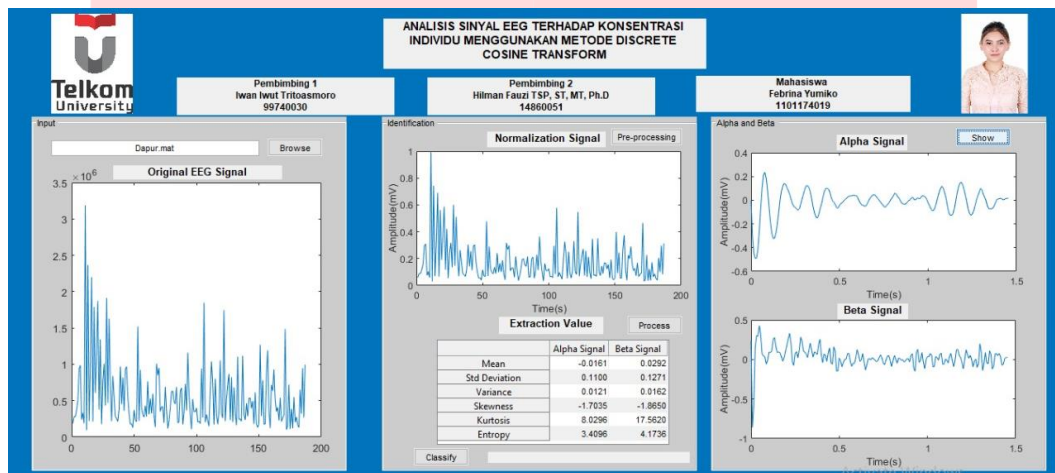 Telkom
University
ANALISIS SINYAL EEG TERHADAP KONSENTRASI
INDIVIDU MENGGUNAKAN METODE DISCRETE
COSINE TRANSFORM
Pembimbing 1
Iwan Iwut Tritoasmoro
99740030
Pembimbing 2
Hilman Fauzi TSP, ST, MT, Ph.D
14860051
Mahasiswa
Febrina Yumiko
1101174019
Input
Dapur.mat
Browse
Original EEG Signal
×10^6
3.5
3
2.5
2
1.5
1
0.5
0
0 50 100 150 200
Identification
Normalization Signal
Pre-processing
Amplitude(mV)
1
0.8
0.6
0.4
0.2
0
0 50 100 150 200
Time(s)
Extraction Value
Process
Alpha Signal Beta Signal
Mean -0.0161 0.0292
Std Deviation 0.1100 0.1271
Variance 0.0121 0.0162
Skewness -1.7035 -1.8650
Kurtosis 8.0296 17.5620
Entropy 3.4096 4.1736
Classify
Alpha and Beta
Alpha Signal
Show
Amplitude(mV)
0.4
0.2
0
-0.2
-0.4
-0.6
0 0.5 1 1.5
Time(s)
Beta Signal
Amplitude(mV)
0.5
0
-0.5
-1
0 0.5 1 1.5
Time(s)